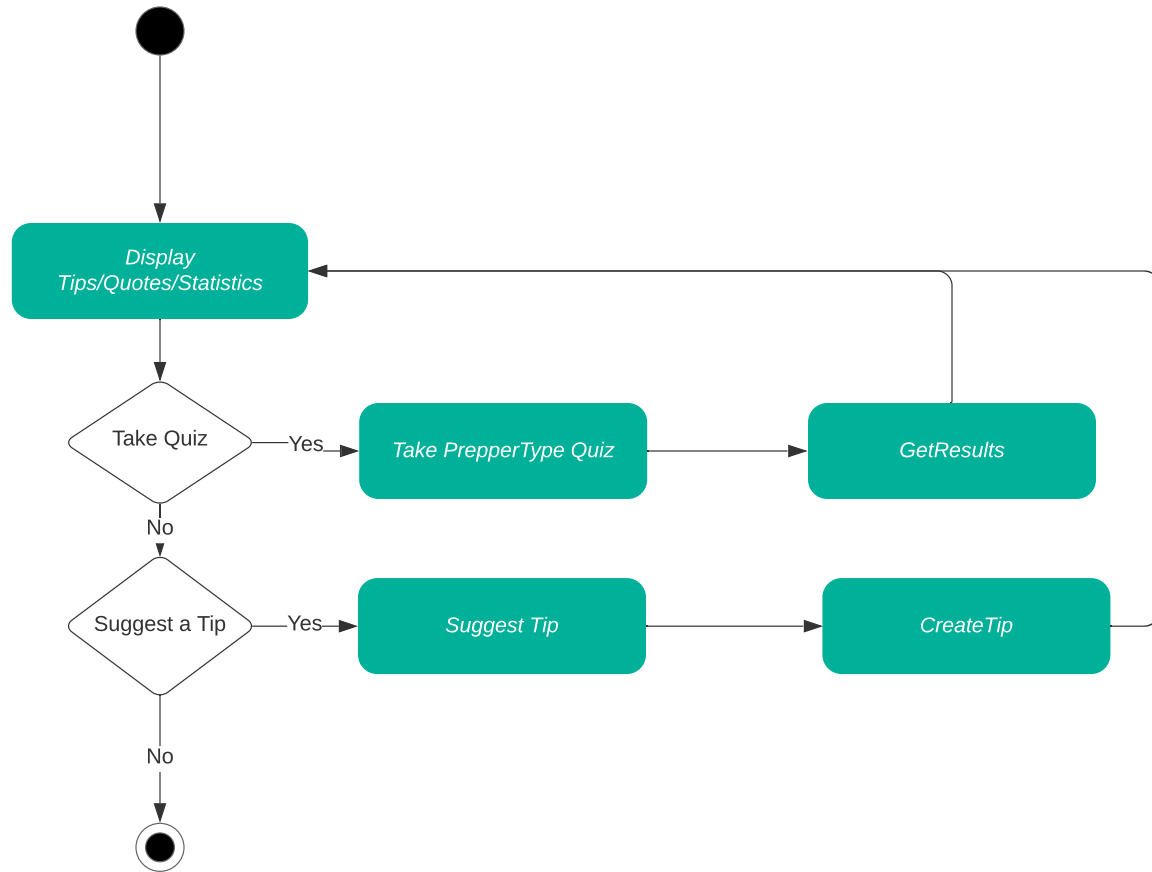 Display
Tips/Quotes/Statistics
Take Quiz
Yes
Take PrepperType Quiz
GetResults
No
Suggest a Tip
Yes
Suggest Tip
CreateTip
No